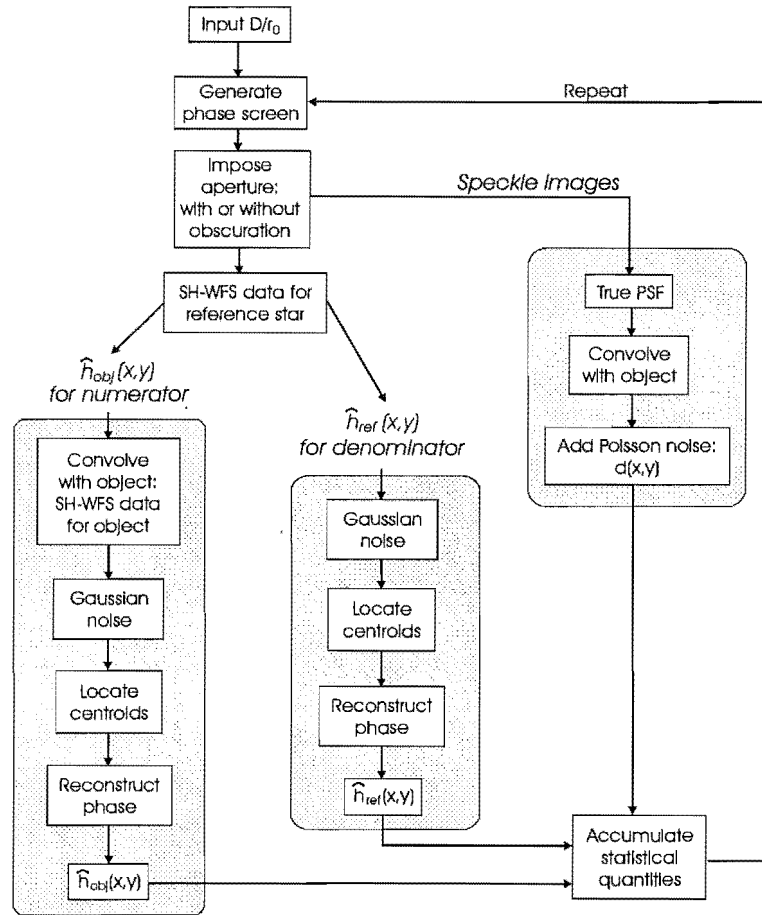 Input D/r₀
Generate
phase screen
Repeat
Impose
aperture:
with or without
obscuration
Speckle Images
SH-WFS data for
reference star
True PSF
Convolve
with object
Add Poisson noise:
d(x,y)
ĥobj(x,y)
for numerator
ĥref(x,y)
for denominator
Convolve
with object:
SH-WFS data
for object
Gaussian
noise
Locate
centroids
Reconstruct
phase
ĥobj(x,y)
Gaussian
noise
Locate
centroids
Reconstruct
phase
ĥref(x,y)
Accumulate
statistical
quantities